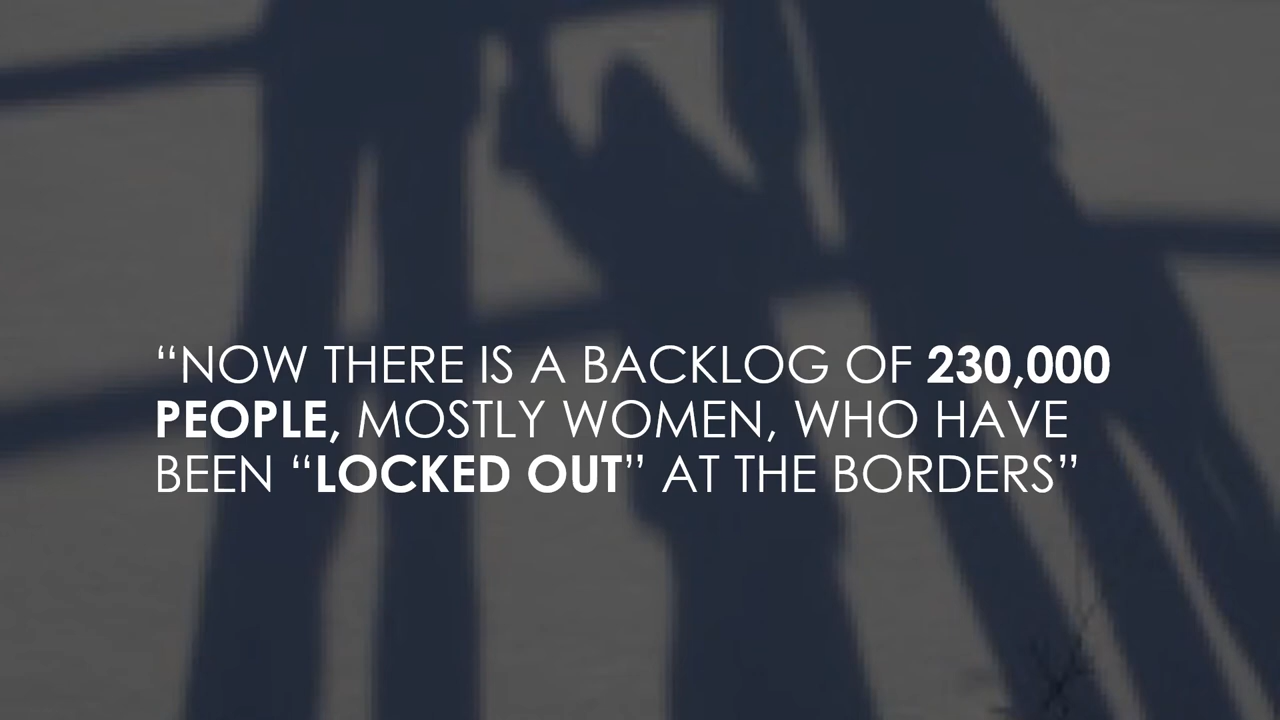 “NOW THERE IS A BACKLOG OF 230,000
PEOPLE, MOSTLY WOMEN, WHO HAVE
BEEN “LOCKED OUT” AT THE BORDERS”